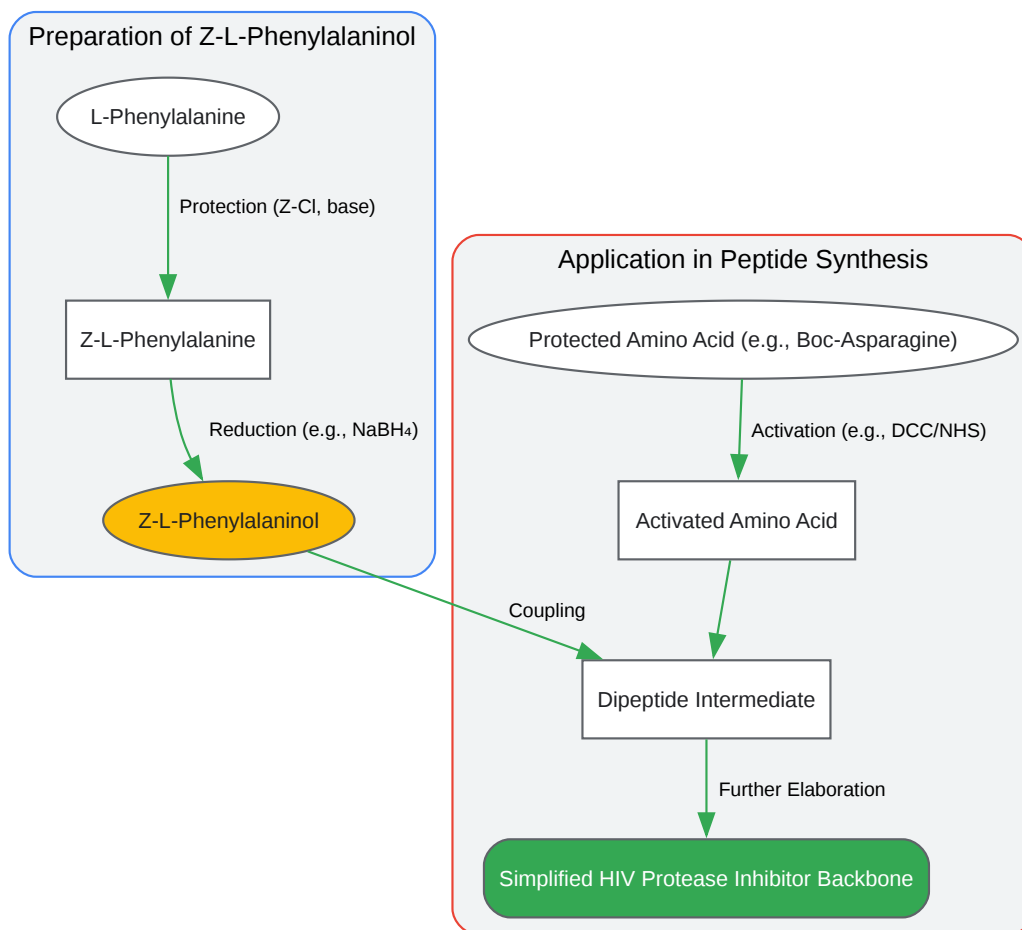 Preparation of Z-L-Phenylalaninol
L-Phenylalanine
Protection (Z-Cl, base)
Z-L-Phenylalanine
Reduction (e.g., NaBH₄)
Z-L-Phenylalaninol
Application in Peptide Synthesis
Protected Amino Acid (e.g., Boc-Asparagine)
Activation (e.g., DCC/NHS)
Activated Amino Acid
Coupling
Dipeptide Intermediate
Further Elaboration
Simplified HIV Protease Inhibitor Backbone